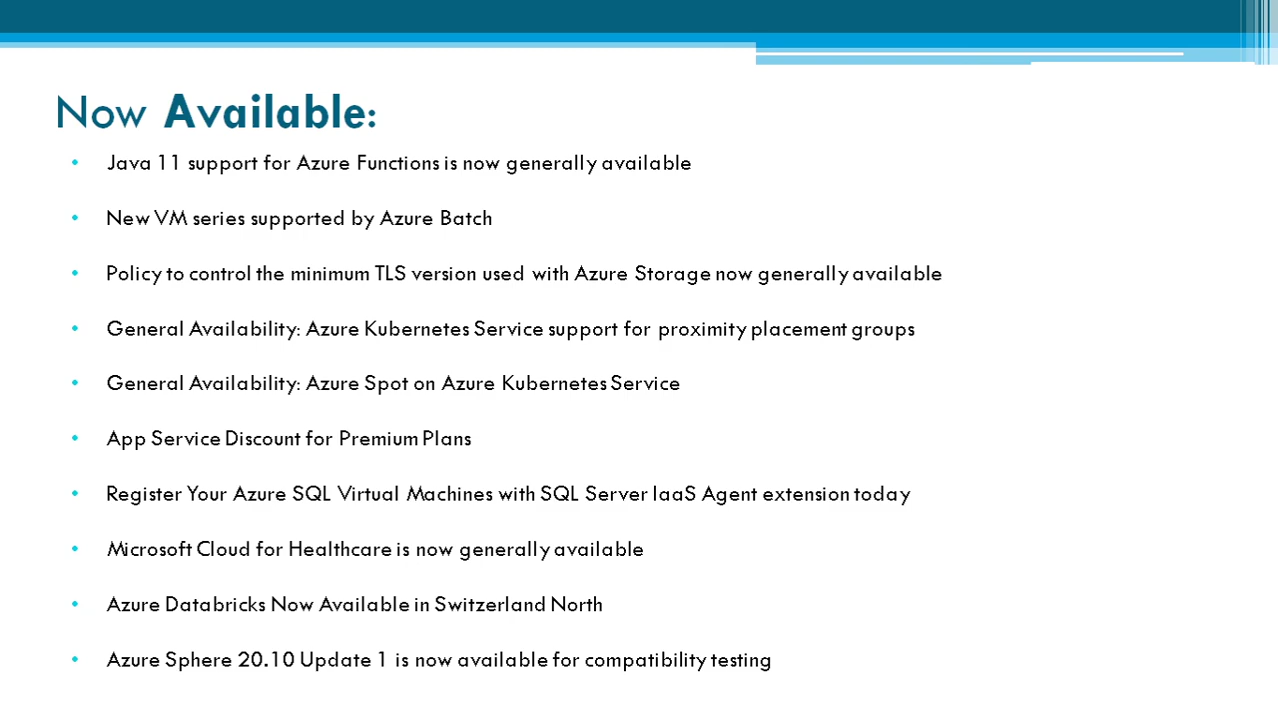 Now Available:
• Java 11 support for Azure Functions is now generally available
• New VM series supported by Azure Batch
• Policy to control the minimum TLS version used with Azure Storage now generally available
• General Availability: Azure Kubernetes Service support for proximity placement groups
• General Availability: Azure Spot on Azure Kubernetes Service
• App Service Discount for Premium Plans
• Register Your Azure SQL Virtual Machines with SQL Server IaaS Agent extension today
• Microsoft Cloud for Healthcare is now generally available
• Azure Databricks Now Available in Switzerland North
• Azure Sphere 20.10 Update 1 is now available for compatibility testing